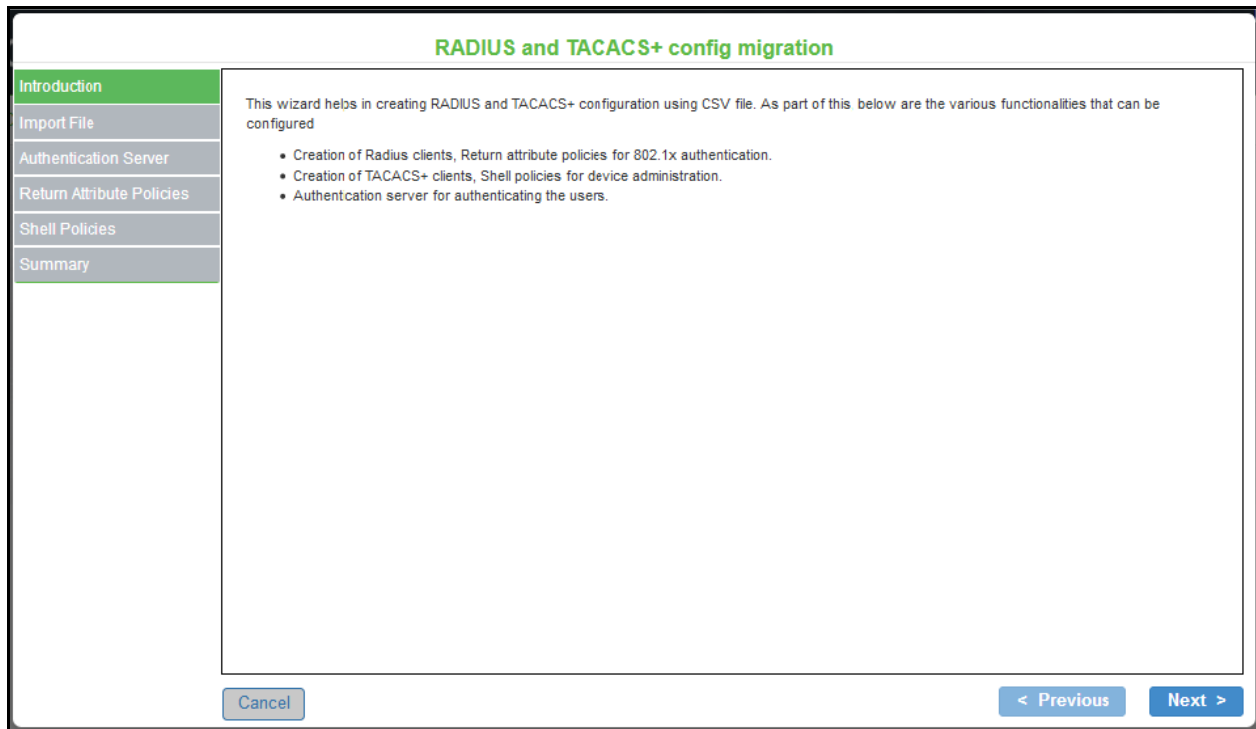 RADIUS and TACACS+ config migration
Introduction
Import File
Authentication Server
Return Attribute Policies
Shell Policies
Summary
This wizard helps in creating RADIUS and TACACS+ configuration using CSV file. As part of this below are the various functionalities that can be
configured
• Creation of Radius clients, Return attribute policies for 802.1x authentication.
• Creation of TACACS+ clients, Shell policies for device administration.
• Authentcation server for authenticating the users.
Cancel
< Previous
Next >